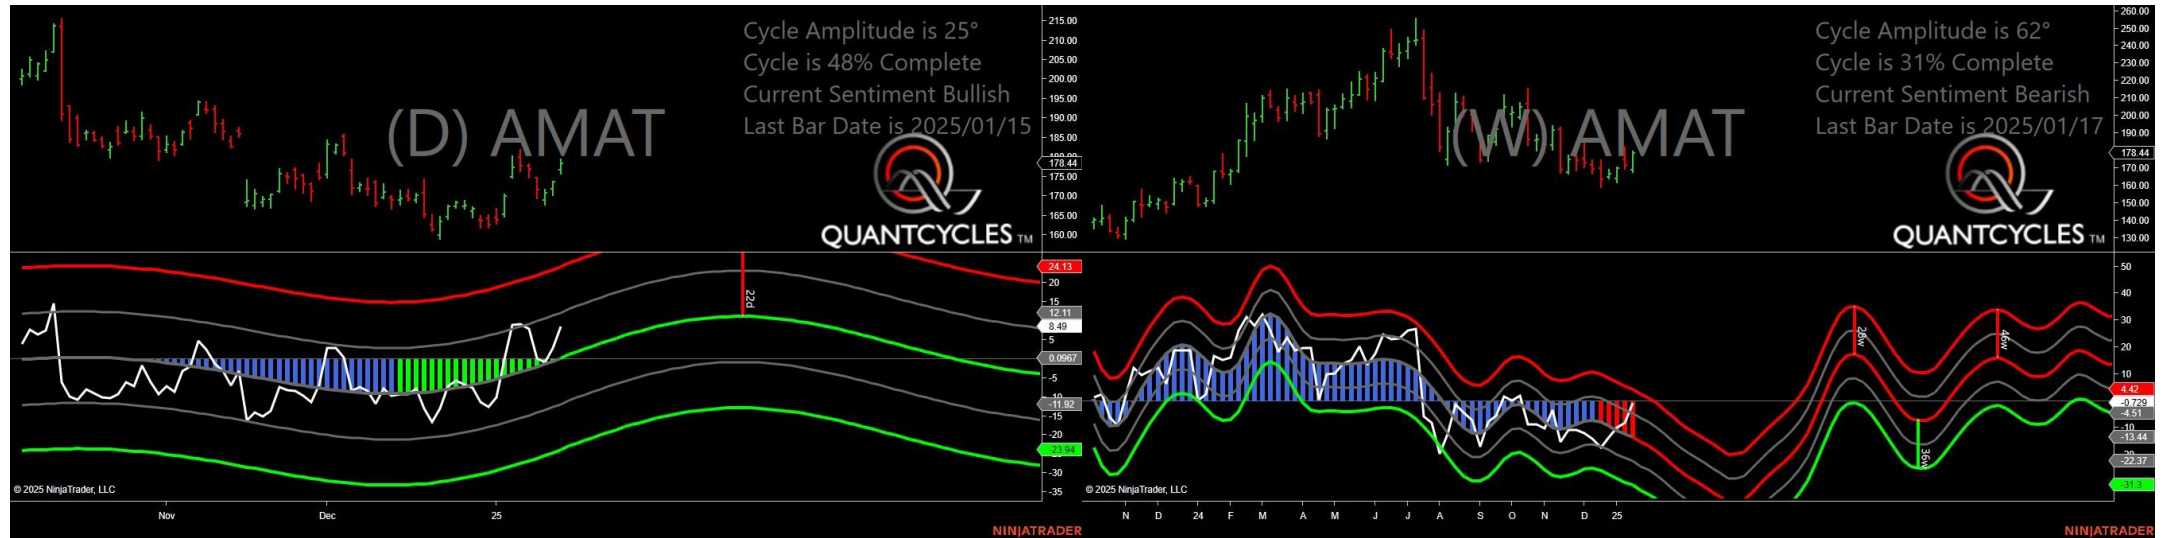 Cycle Amplitude is 25°
Cycle is 48% Complete
Current Sentiment Bullish
Last Bar Date is 2025/01/15
(D) AMAT
QUANTCYCLES TM
215.00
210.00
205.00
200.00
195.00
190.00
185.00
178.44
175.00
170.00
165.00
160.00
22d
24.13
20
15
12.11
8.49
5
0.0967
-5
-11.92
-15
-20
-23.94
-30
-35
© 2025 NinjaTrader, LLC
Nov
Dec
25
NINJATRADER
Cycle Amplitude is 62°
Cycle is 31% Complete
Current Sentiment Bearish
Last Bar Date is 2025/01/17
(W) AMAT
QUANTCYCLES TM
260.00
250.00
240.00
230.00
220.00
210.00
200.00
190.00
178.44
170.00
160.00
150.00
140.00
130.00
46w
36w
50
40
30
20
10
4.42
-0.729
-4.51
-10
-13.44
-22.37
-31.3
© 2025 NinjaTrader, LLC
N D 24 F M A M J J A S O N D 25
NINJATRADER